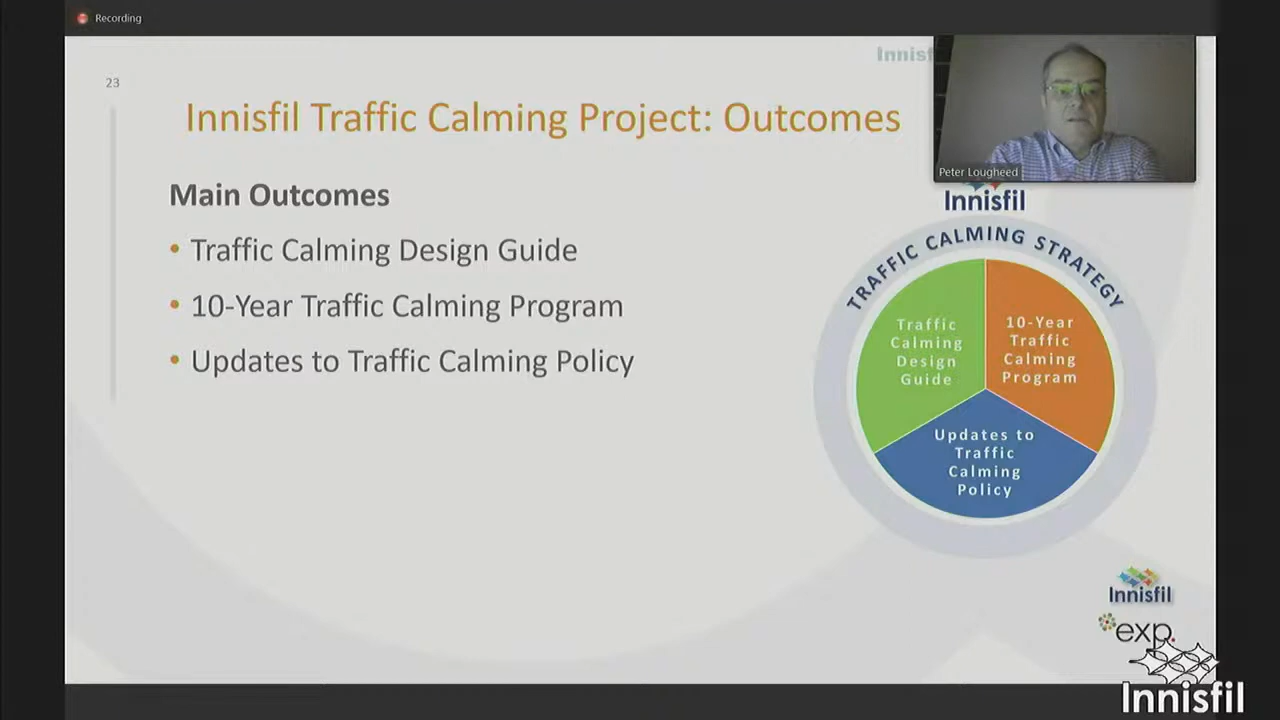 Recording
Innisf
23
Innisfil Traffic Calming Project: Outcomes
Peter Lougheed
Main Outcomes
• Traffic Calming Design Guide
• 10-Year Traffic Calming Program
• Updates to Traffic Calming Policy
Innisfil
TRAFFIC CALMING STRATEGY
Traffic
Calming
Design
Guide
10-Year
Traffic
Calming
Program
Updates to
Traffic
Calming
Policy
Innisfil
exp.
Innisfil